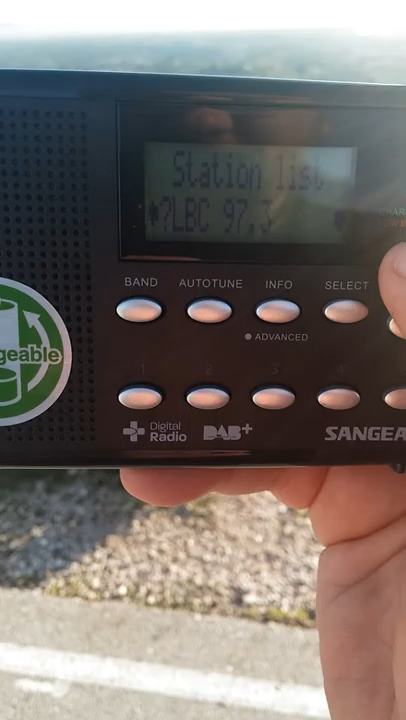 Station list
?LBC 97.3
CHAR
BAND AUTOTUNE INFO SELECT
ADVANCED
geable
1 2 3 4
Digital
Radio
DAB+
SANGEA